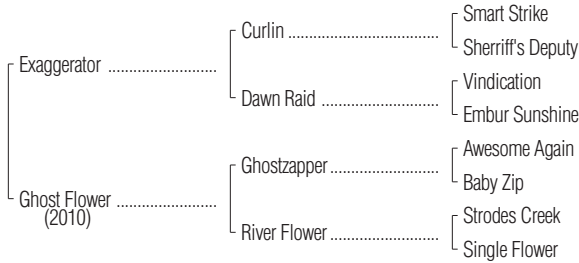 Smart Strike
Curlin ........................................
Sherriff's Deputy
Exaggerator ............................
Vindication
Dawn Raid ...............................
Embur Sunshine
Awesome Again
Ghostzapper.............................
Baby Zip
Ghost Flower ..........................
(2010)
Strodes Creek
River Flower .............................
Single Flower